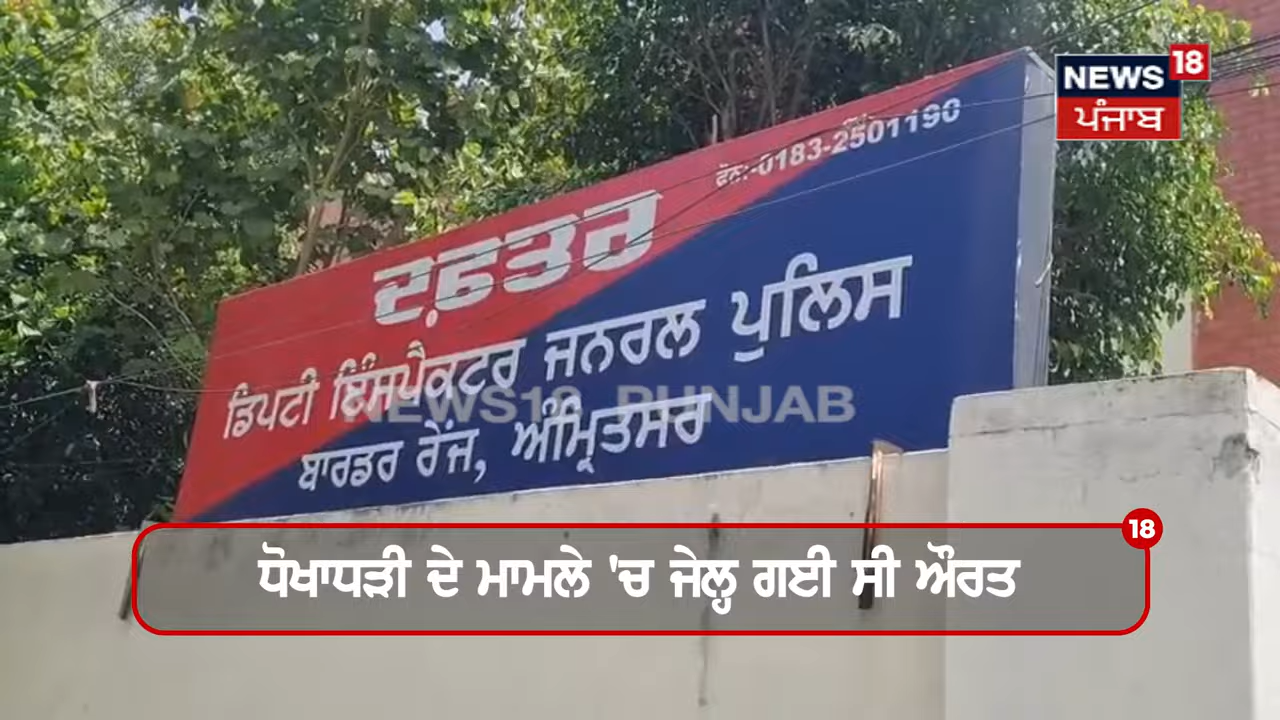 NEWS 18
ਪੰਜਾਬ
ਫੋਨ:-0183-2501190
ਦਫ਼ਤਰ
ਡਿਪਟੀ ਇੰਸਪੈਕਟਰ ਜਨਰਲ ਪੁਲਿਸ
NEWS18 PUNJAB
ਬਾਰਡਰ ਰੇਂਜ, ਅੰਮ੍ਰਿਤਸਰ
18
ਧੋਖਾਧੜੀ ਦੇ ਮਾਮਲੇ 'ਚ ਜੇਲ੍ਹ ਗਈ ਸੀ ਔਰਤ